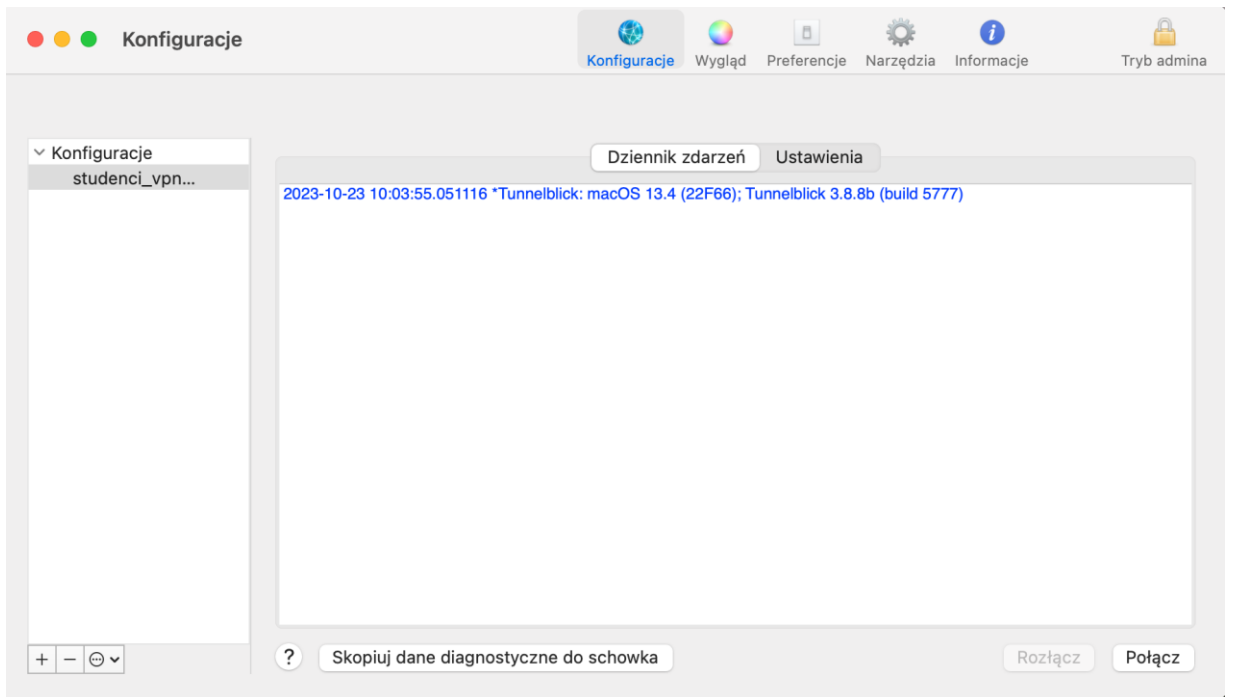 Konfiguracje
Konfiguracje Wygląd Preferencje Narzędzia Informacje Tryb admina
Konfiguracje
studenci_vpn...
Dziennik zdarzeń Ustawienia
2023-10-23 10:03:55.051116 *Tunnelblick: macOS 13.4 (22F66); Tunnelblick 3.8.8b (build 5777)
+ − ? Skopiuj dane diagnostyczne do schowka Rozłącz Połącz